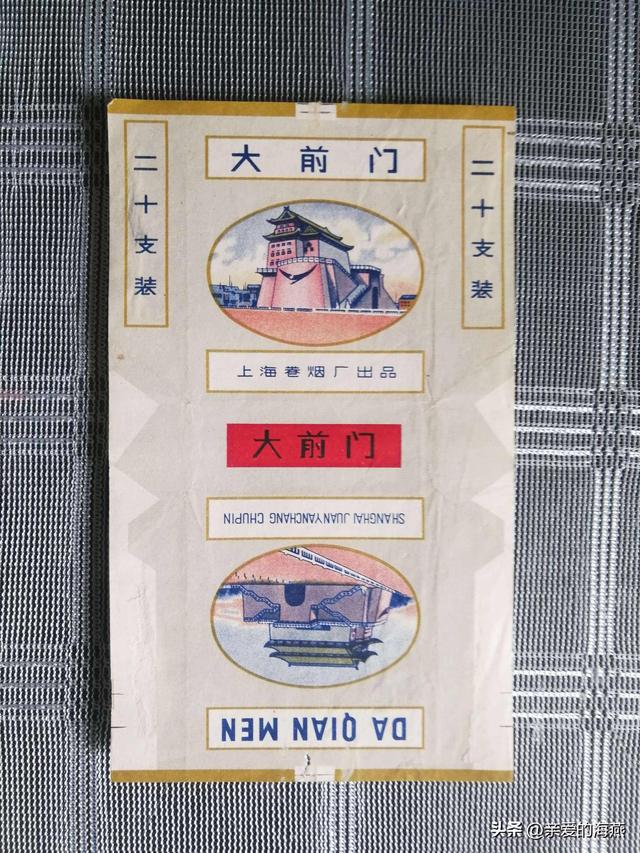 大前门
二十支装
二十支装
上海卷烟厂出品
大前门
SHANGHAI JUANYANCHANG CHUPIN
DA QIAN MEN
头条 @亲爱的海燕